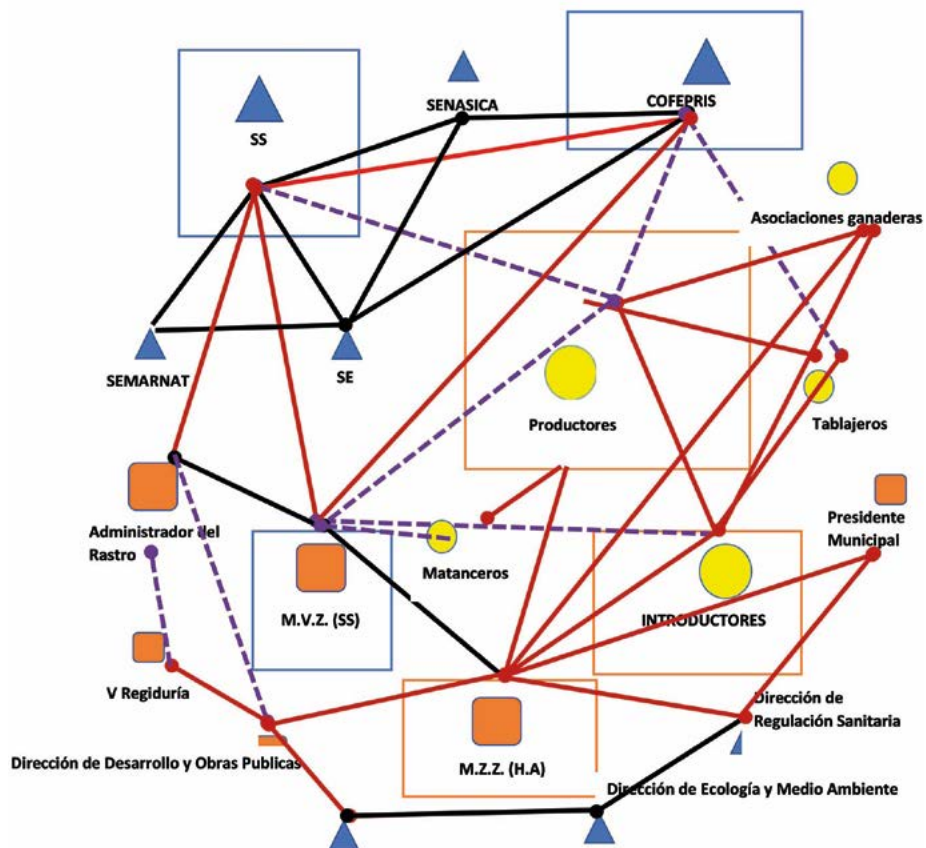 SENASICA
COFEPRIS
SS
Asociaciones ganaderas
SEMARNAT
SE
Productores
Tablajeros
Administrador del
Rastro
Presidente
Municipal
Matanceros
M.V.Z. (SS)
INTRODUCTORES
V Regiduría
Dirección de
Regulación Sanitaria
Dirección de Desarrollo y Obras Publicas
M.Z.Z. (H.A)
Dirección de Ecología y Medio Ambiente